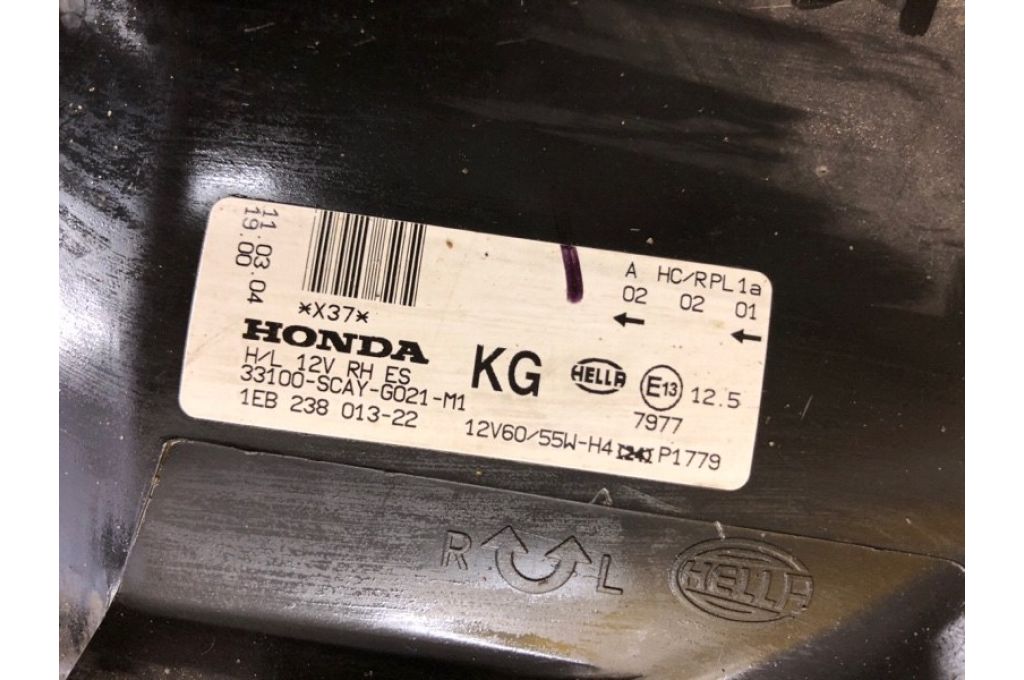 11.03.04
19.00
*X37*
HONDA
H/L 12V RH ES
33100-SCAY-G021-M1
1EB 238 013-22
KG
HELLA
A HC/R PL 1a
02 02 01
E13 12.5
7977
12V60/55W-H4 P1779
R L
HELLA